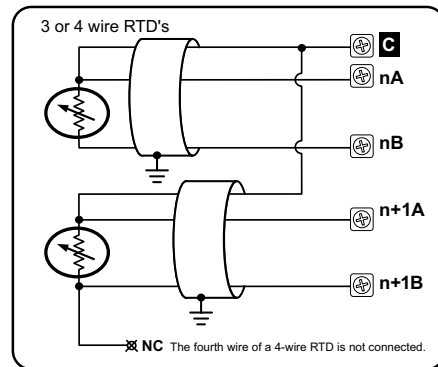 3 or 4 wire RTD's
C
nA
nB
n+1A
n+1B
NC The fourth wire of a 4-wire RTD is not connected.